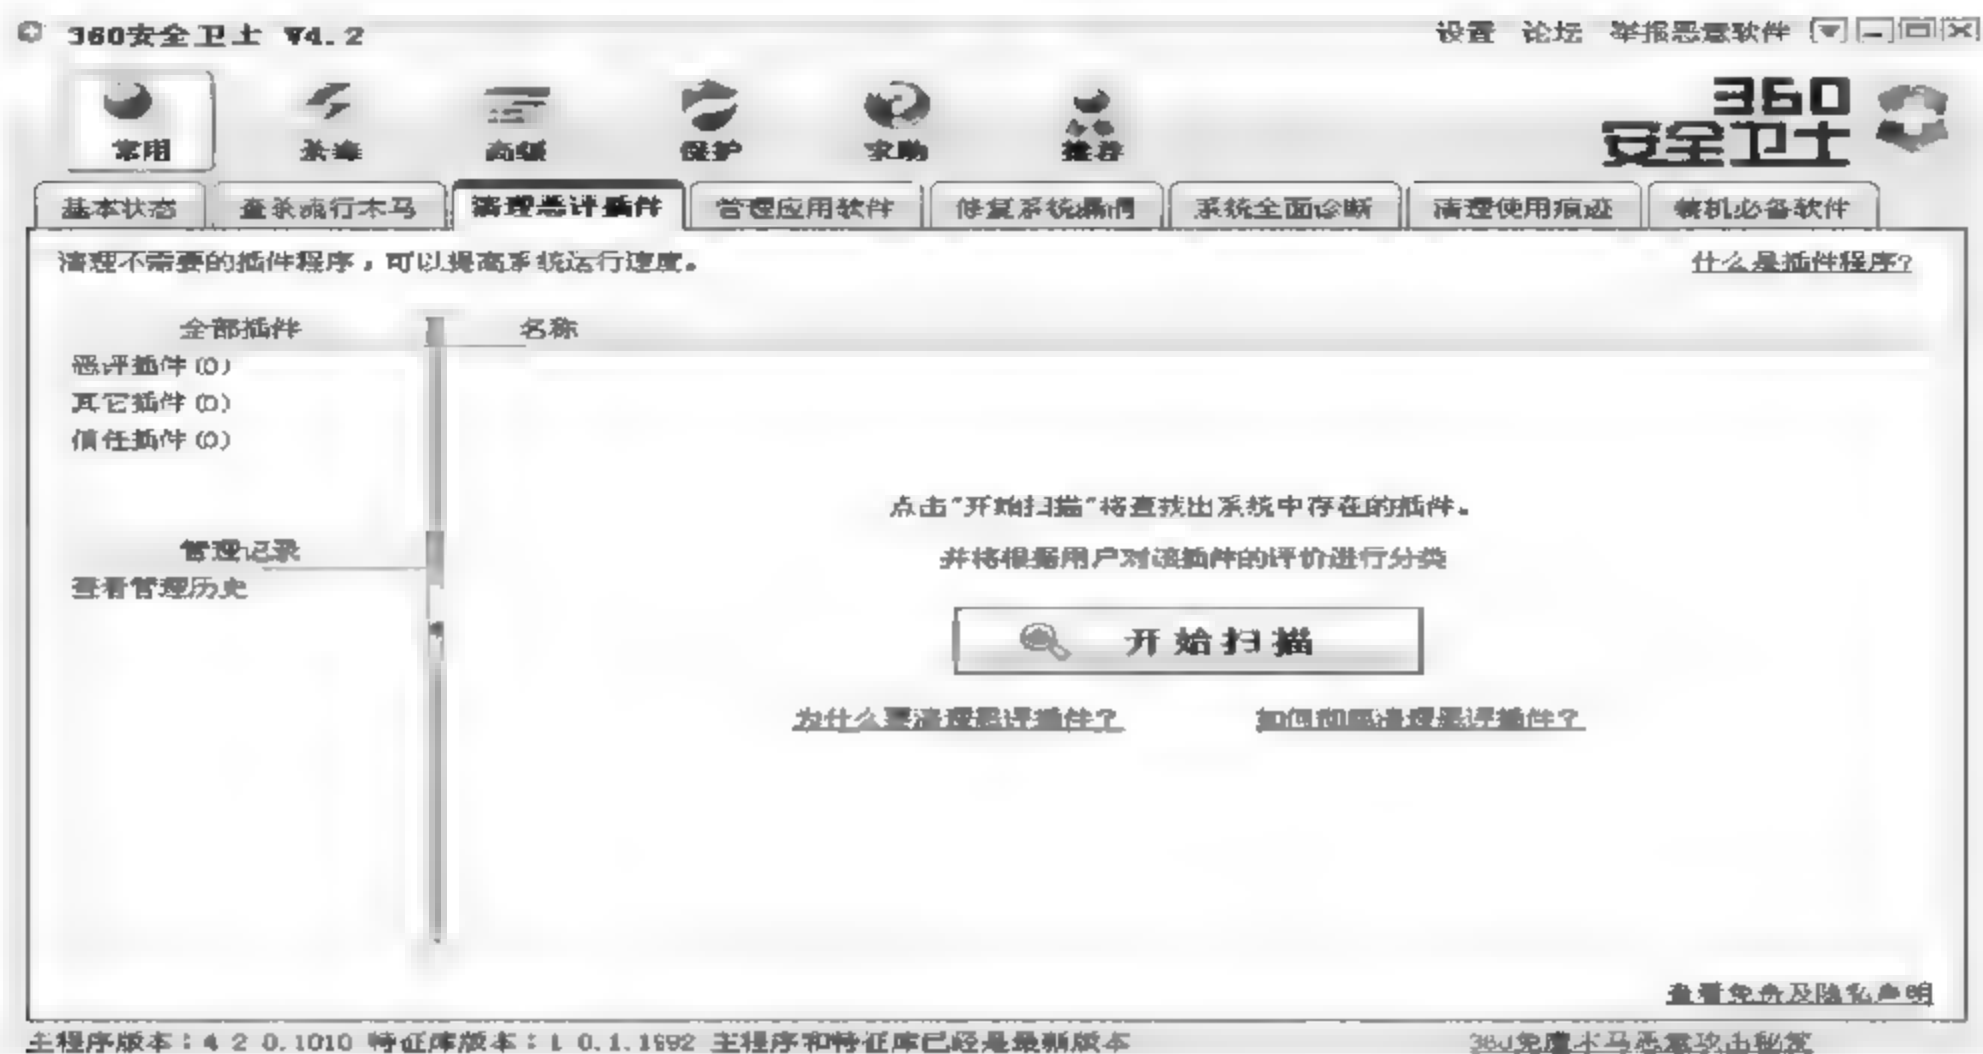 360安全卫士 V4.2
设置 论坛 举报恶意软件
常用 杀毒 高级 保护 求助 推荐
360
安全卫士
基本状态 查杀流行木马 清理恶评插件 管理应用软件 修复系统漏洞 系统全面诊断 清理使用痕迹 装机必备软件
清理不需要的插件程序，可以提高系统运行速度。 什么是插件程序?
全部插件 名称
恶评插件(0)
其它插件(0)
信任插件(0)
点击"开始扫描"将查找出系统中存在的插件。
并将根据用户对该插件的评价进行分类
管理记录
查看管理历史
开始扫描
为什么要清理恶评插件? 如何彻底清理恶评插件?
查看免责及隐私声明
主程序版本：4.2.0.1010 特征库版本：1.0.1.1992 主程序和特征库已经是最新版本